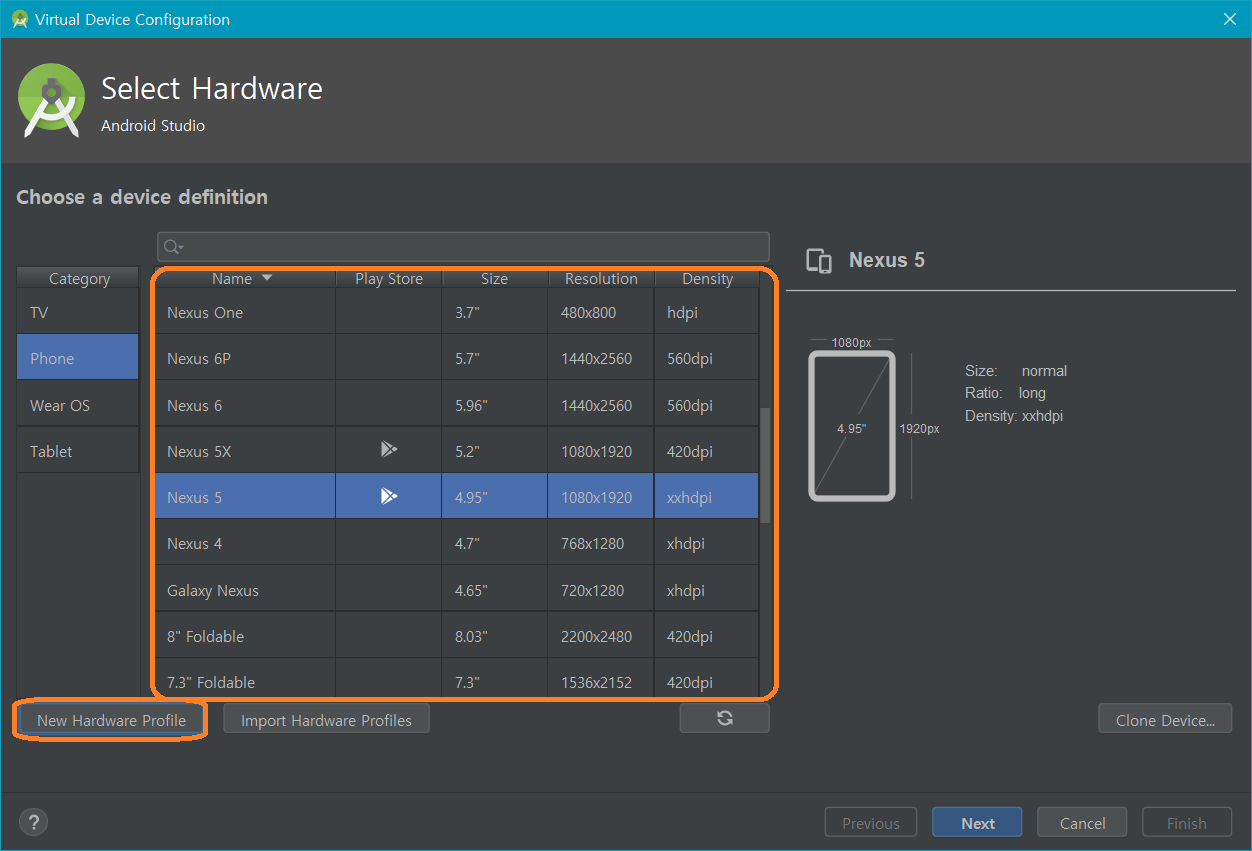 Virtual Device Configuration
Select Hardware
Android Studio
Choose a device definition
Category
TV
Phone
Wear OS
Tablet
Name Play Store Size Resolution Density
Nexus One 3.7" 480x800 hdpi
Nexus 6P 5.7" 1440x2560 560dpi
Nexus 6 5.96" 1440x2560 560dpi
Nexus 5X 5.2" 1080x1920 420dpi
Nexus 5 4.95" 1080x1920 xxhdpi
Nexus 4 4.7" 768x1280 xhdpi
Galaxy Nexus 4.65" 720x1280 xhdpi
8" Foldable 8.03" 2200x2480 420dpi
7.3" Foldable 7.3" 1536x2152 420dpi
Nexus 5
1080px
4.95"
1920px
Size: normal
Ratio: long
Density: xxhdpi
New Hardware Profile Import Hardware Profiles Clone Device...
? Previous Next Cancel Finish